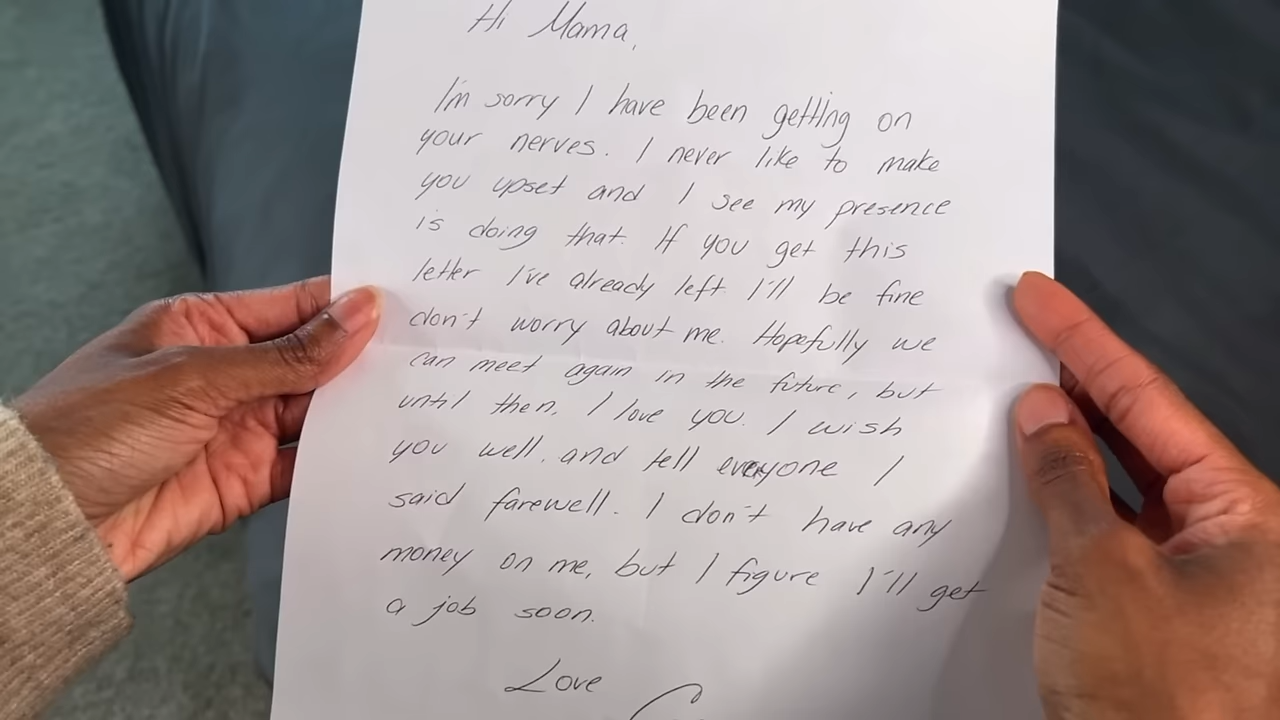 Hi Mama,
I'm sorry I have been getting on
your nerves. I never like to make
you upset and I see my presence
is doing that. If you get this
letter I've already left I'll be fine
don't worry about me. Hopefully we
can meet again in the future, but
until then, I love you. I wish
you well, and tell everyone I
said farewell. I don't have any
money on me, but I figure I'll get
a job soon.
Love